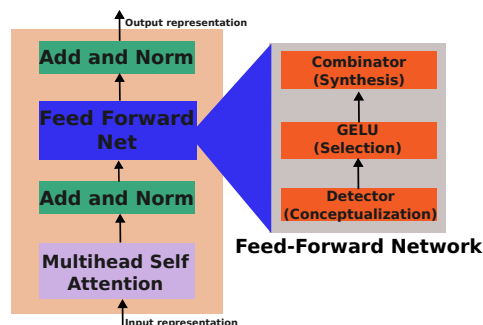 Output representation
Add and Norm
Feed Forward
Net
Add and Norm
Multihead Self
Attention
Input representation
Combinator
(Synthesis)
GELU
(Selection)
Detector
(Conceptualization)
Feed-Forward Network